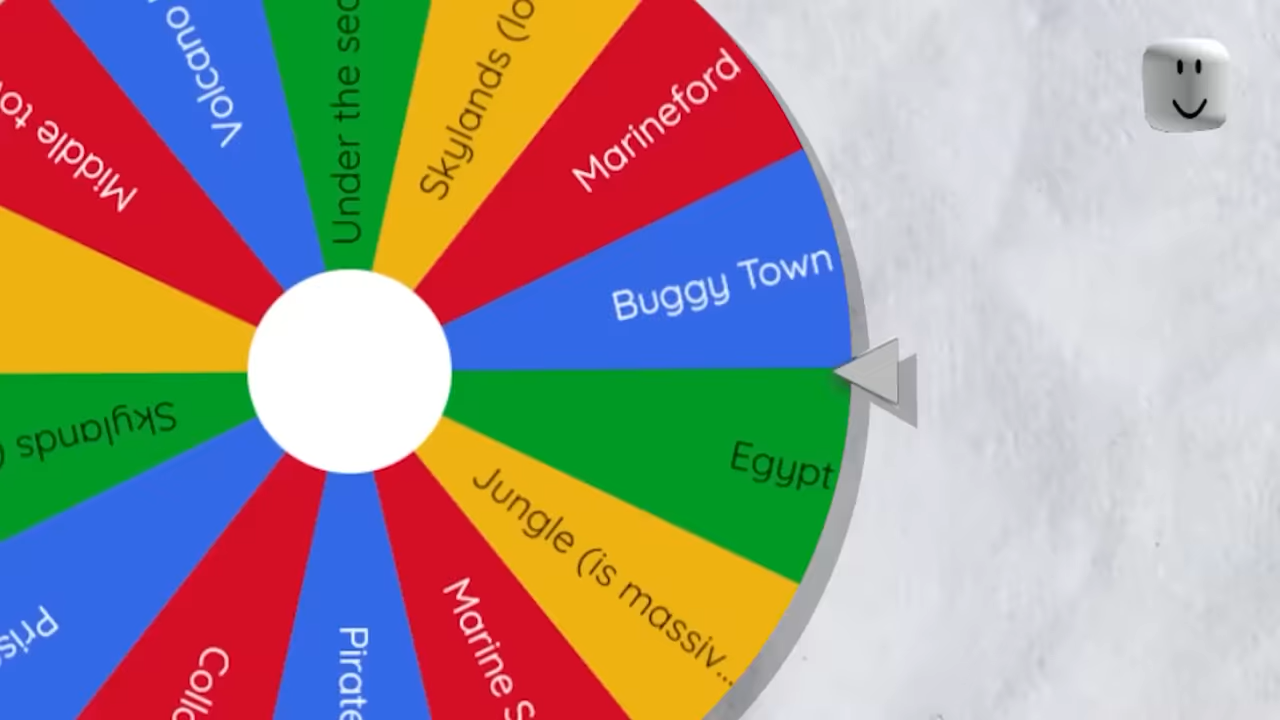 Volcano
Under the sea
Skylands (lo
Marineford
Buggy Town
Egypt
Jungle (is massiv...
Marine S
Pirate
Colo
Pris
Skylands (
Middle to